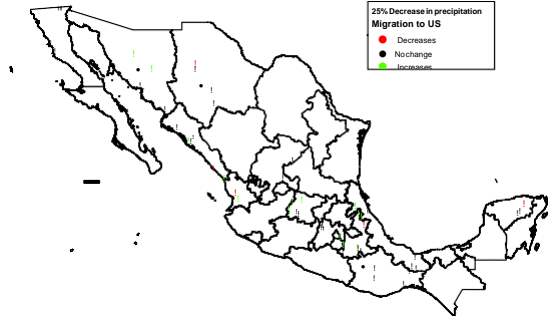 25% Decrease in precipitation
Migration to US
Decreases
No change
Increases